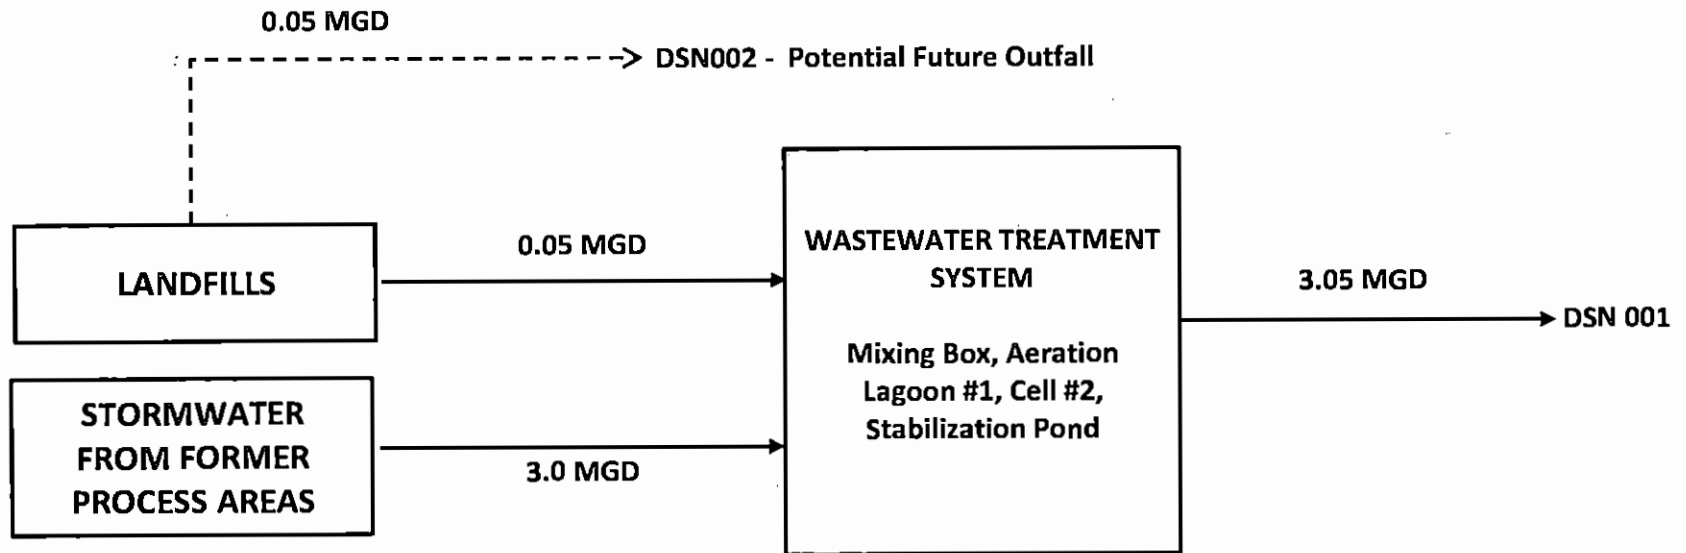 0.05 MGD
DSN002 - Potential Future Outfall
LANDFILLS
0.05 MGD
STORMWATER
FROM FORMER
PROCESS AREAS
3.0 MGD
WASTEWATER TREATMENT
SYSTEM
Mixing Box, Aeration
Lagoon #1, Cell #2,
Stabilization Pond
3.05 MGD
DSN 001